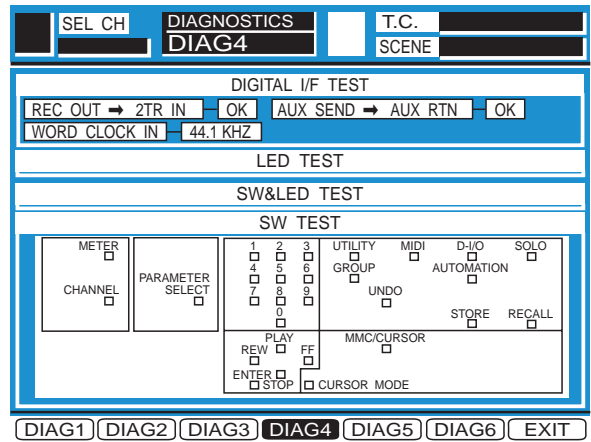 SEL CH DIAGNOSTICS T.C.
DIAG4 SCENE
DIGITAL I/F TEST
REC OUT ➡ 2TR IN OK AUX SEND ➡ AUX RTN OK
WORD CLOCK IN 44.1 KHZ
LED TEST
SW&LED TEST
SW TEST
METER 1 2 3 UTILITY MIDI D-I/O SOLO
4 5 6 GROUP AUTOMATION
CHANNEL PARAMETER SELECT 7 8 9 UNDO
0 STORE RECALL
PLAY MMC/CURSOR
REW FF
ENTER
STOP CURSOR MODE
DIAG1 DIAG2 DIAG3 DIAG4 DIAG5 DIAG6 EXIT